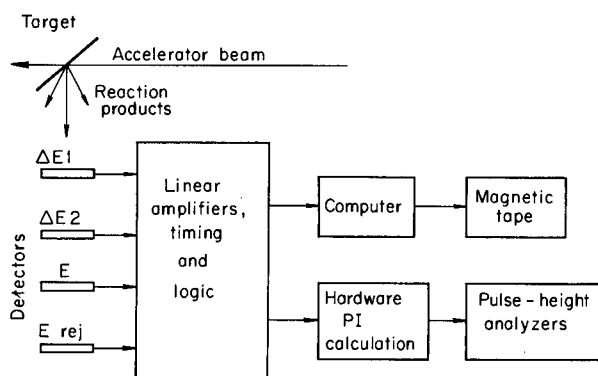 Target
Accelerator beam
Reaction
products
Detectors
ΔE1
ΔE2
E
E rej
Linear
amplifiers,
timing
and
logic
Computer
Magnetic
tape
Hardware
PI
calculation
Pulse-height
analyzers